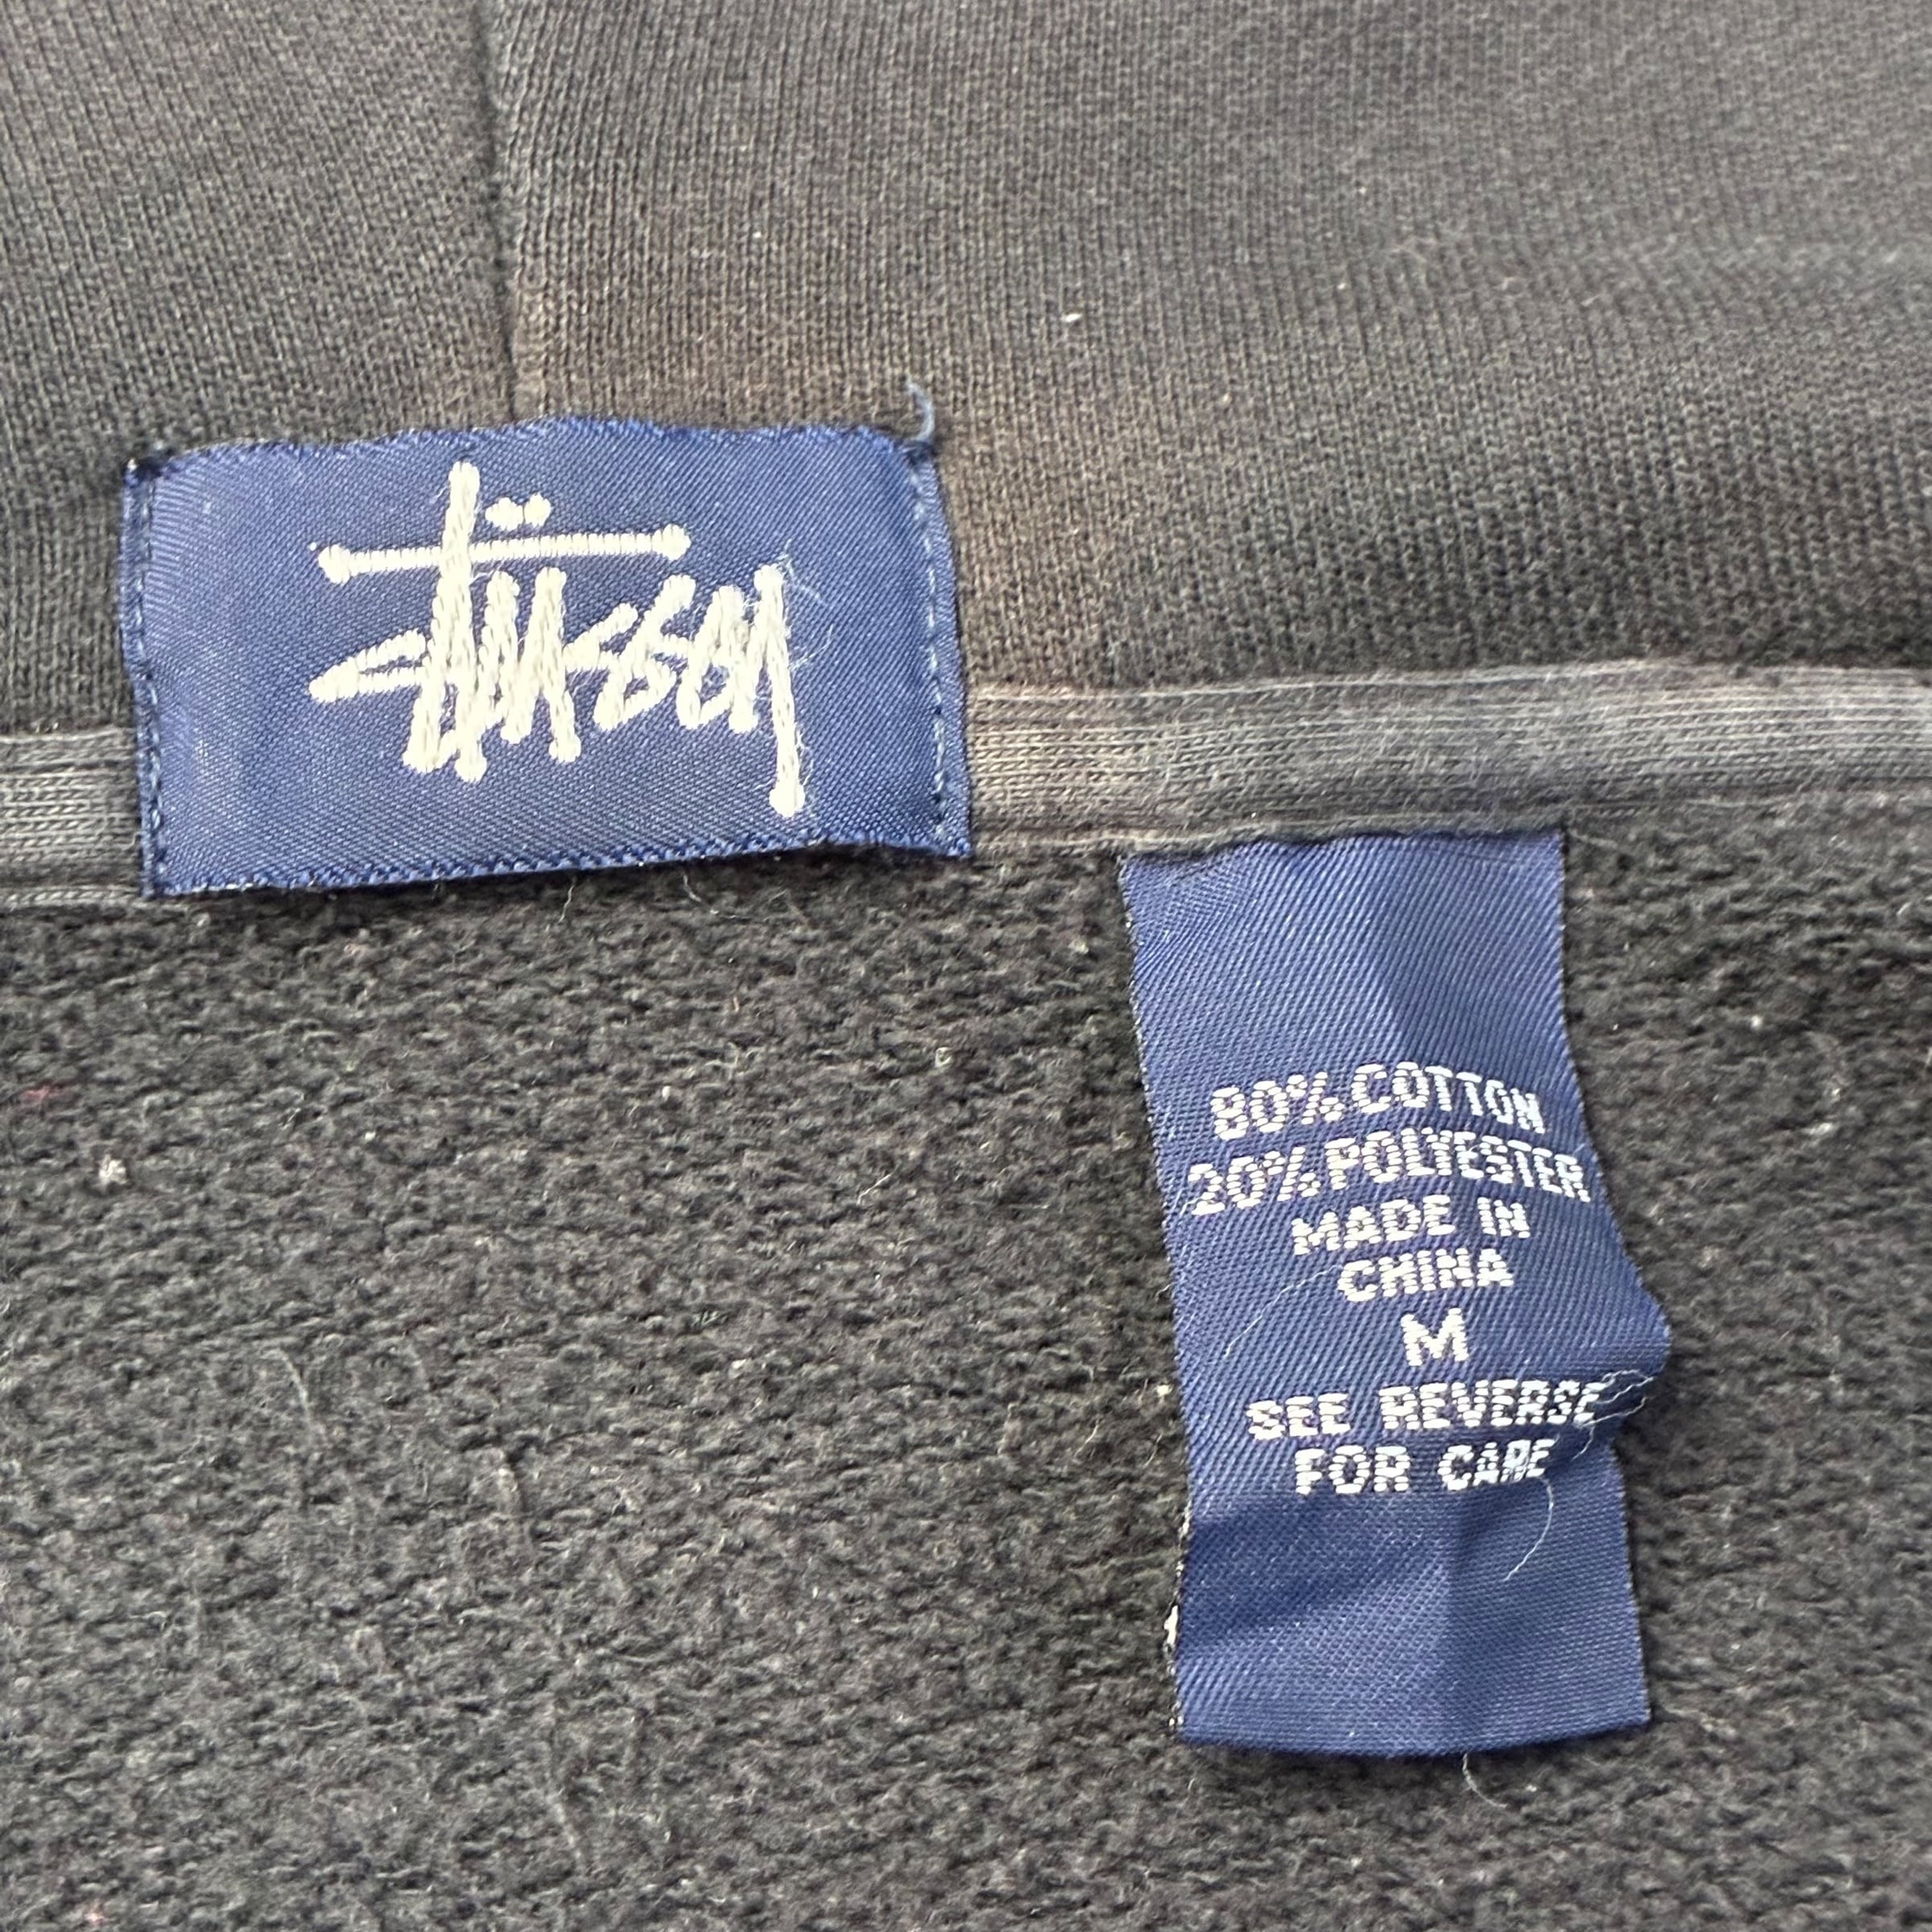 Stüssy
80% COTTON
20% POLYESTER
MADE IN
CHINA
M
SEE REVERSE
FOR CARE